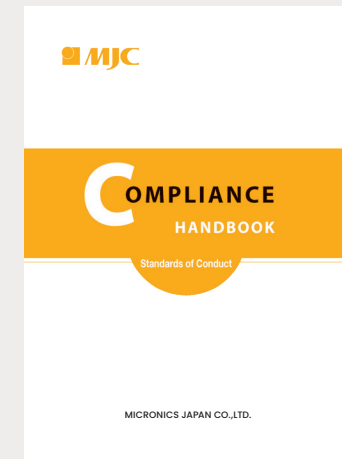 MJC
COMPLIANCE
HANDBOOK
Standards of Conduct
MICRONICS JAPAN CO.,LTD.